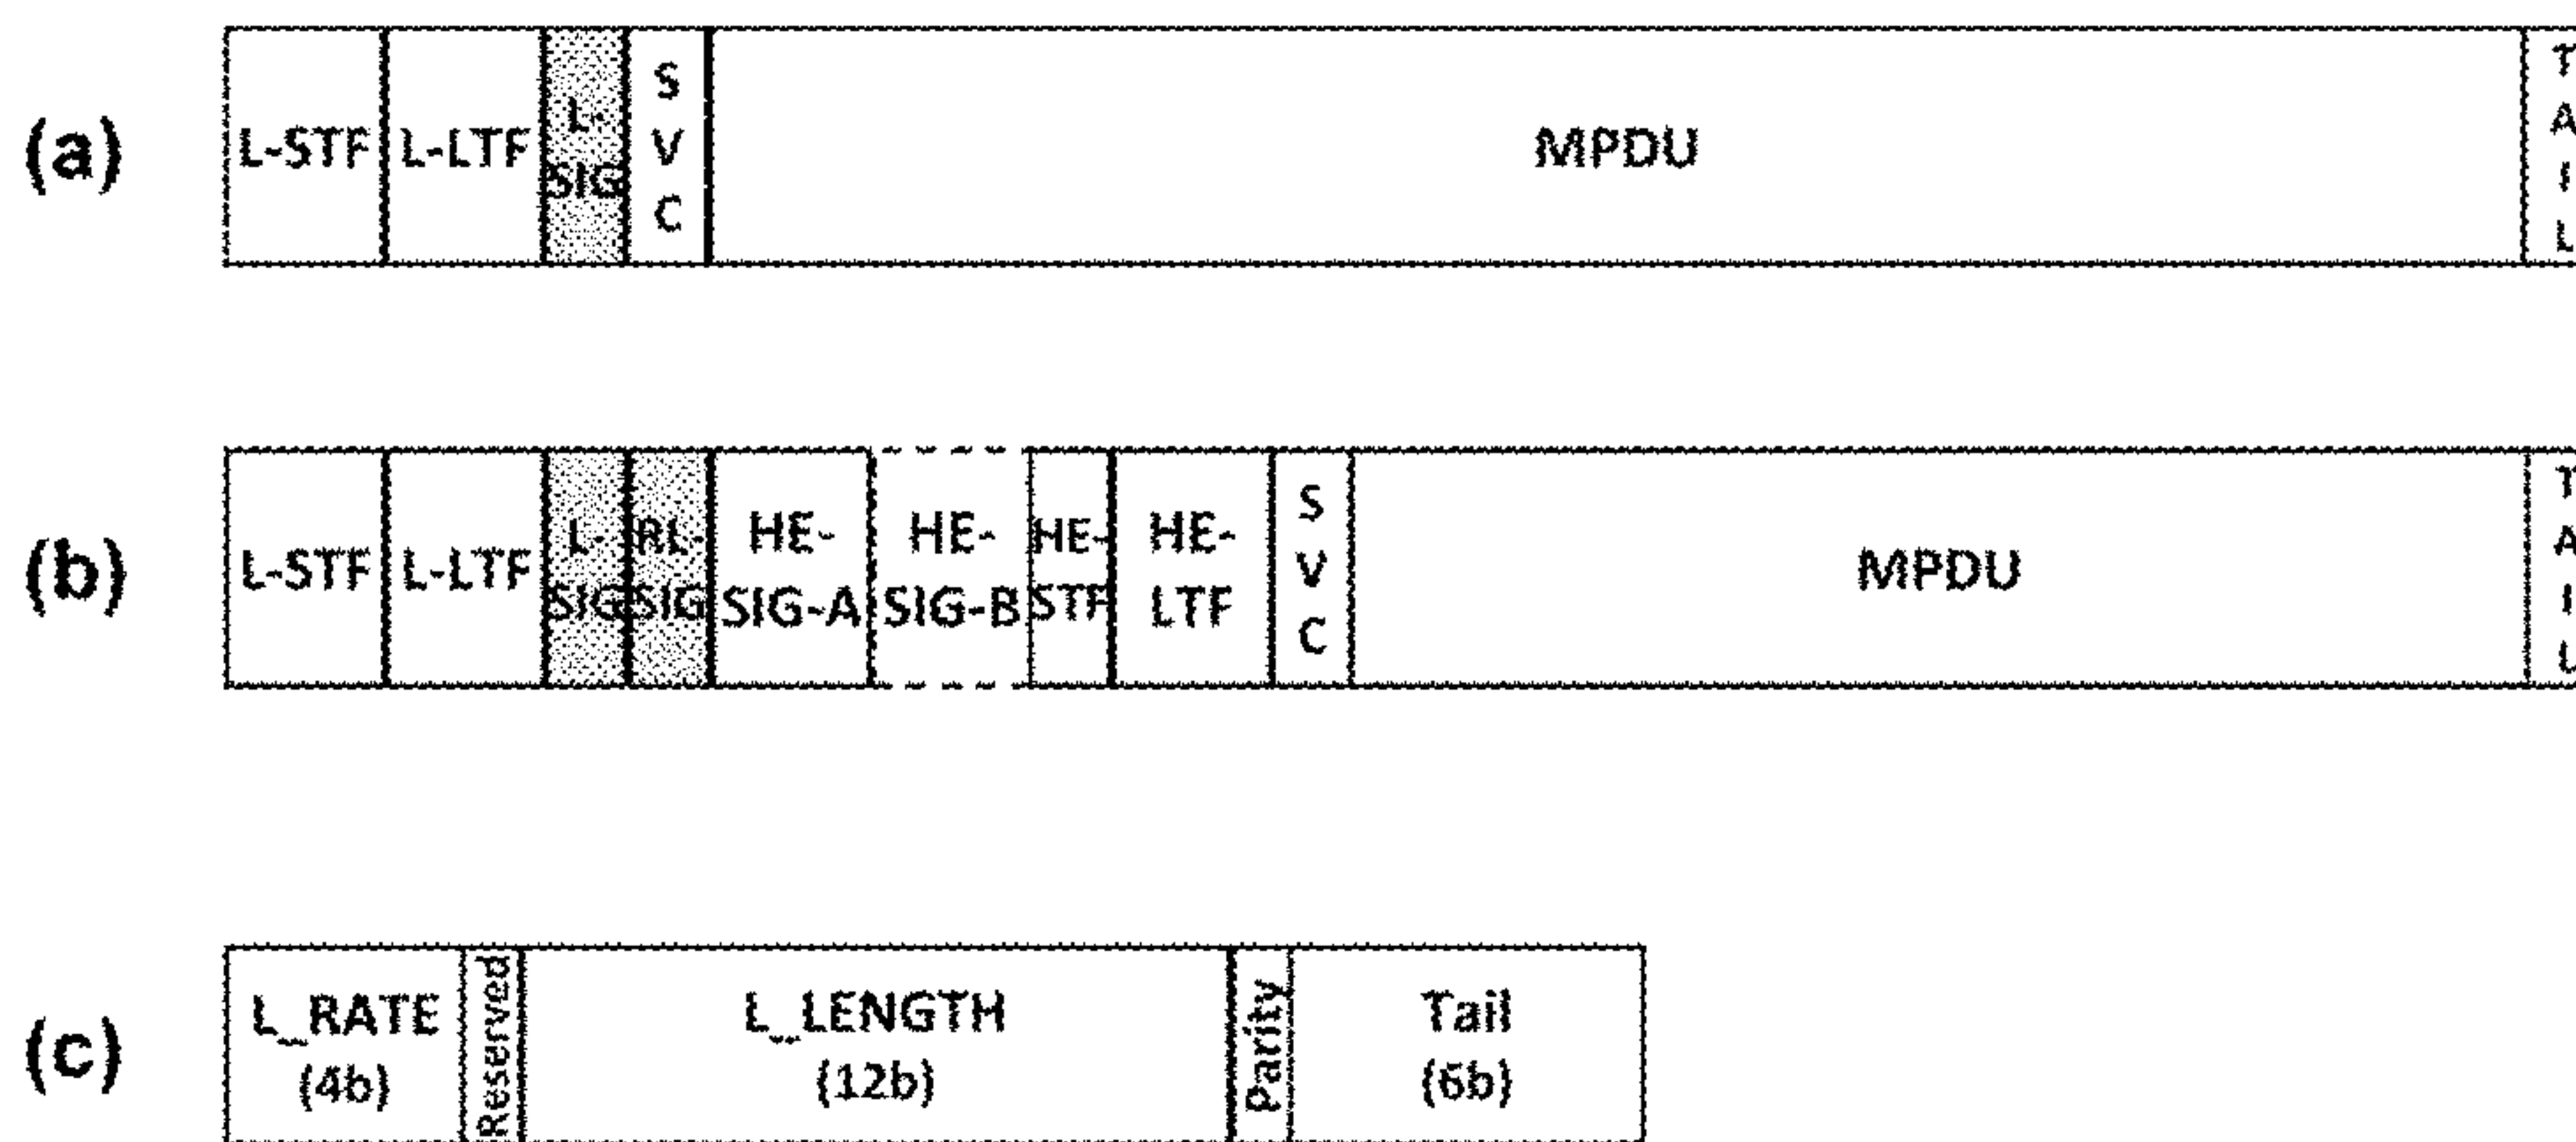 (a)
L-STF
L-LTF
L-
SIG
S
V
C
MPDU
T
A
I
L
(b)
L-STF
L-LTF
L-
SIG
RL-
SIG
HE-
SIG-A
HE-
SIG-B
HE-
STF
HE-
LTF
S
V
C
MPDU
T
A
I
L
(c)
L_RATE
(4b)
Reserved
L_LENGTH
(12b)
Parity
Tail
(6b)